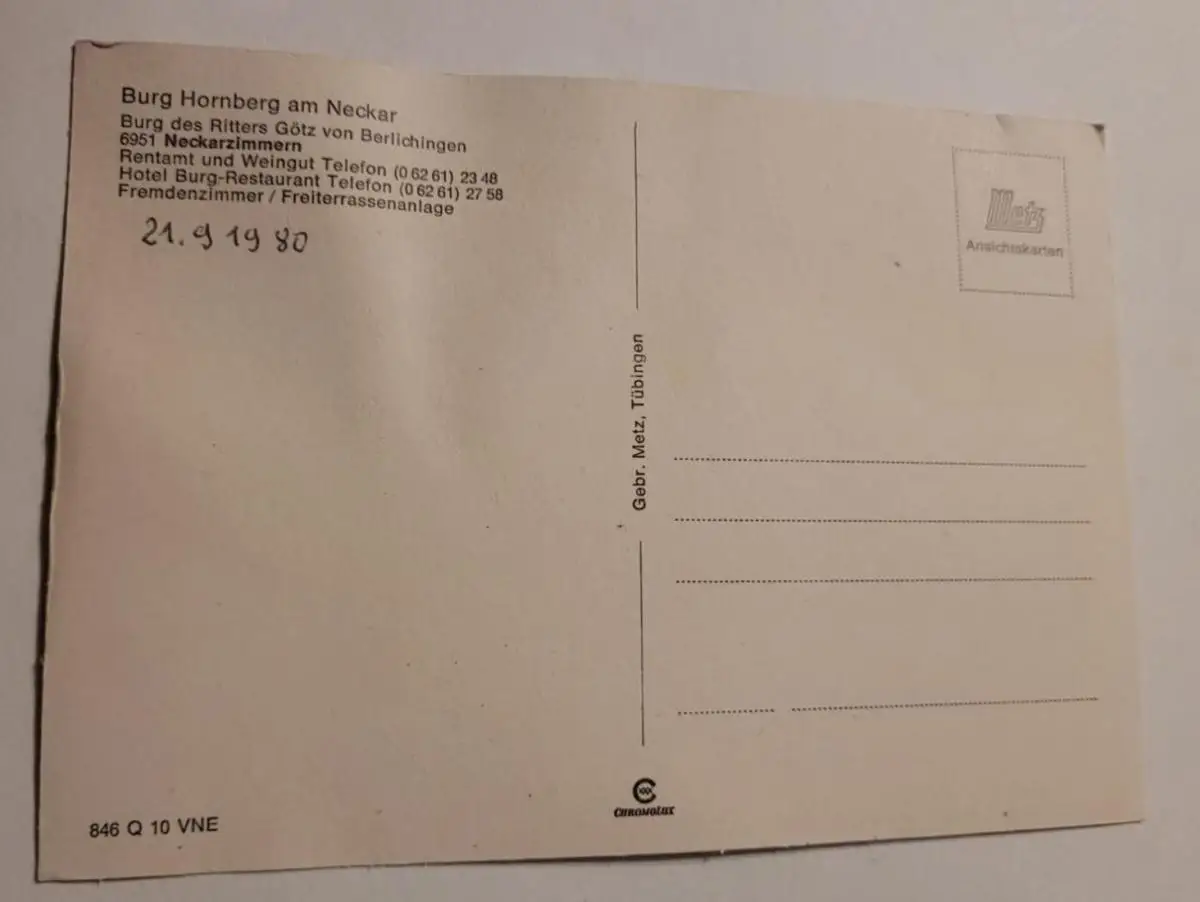 Burg Hornberg am Neckar
Burg des Ritters Götz von Berlichingen
6951 Neckarzimmern
Rentamt und Weingut Telefon (0 62 61) 23 48
Hotel Burg-Restaurant Telefon (0 62 61) 27 58
Fremdenzimmer / Freiterrassenanlage
21.9 19 80
Metz
Ansichtskarten
Gebr. Metz, Tübingen
CHROMOLUX
846 Q 10 VNE